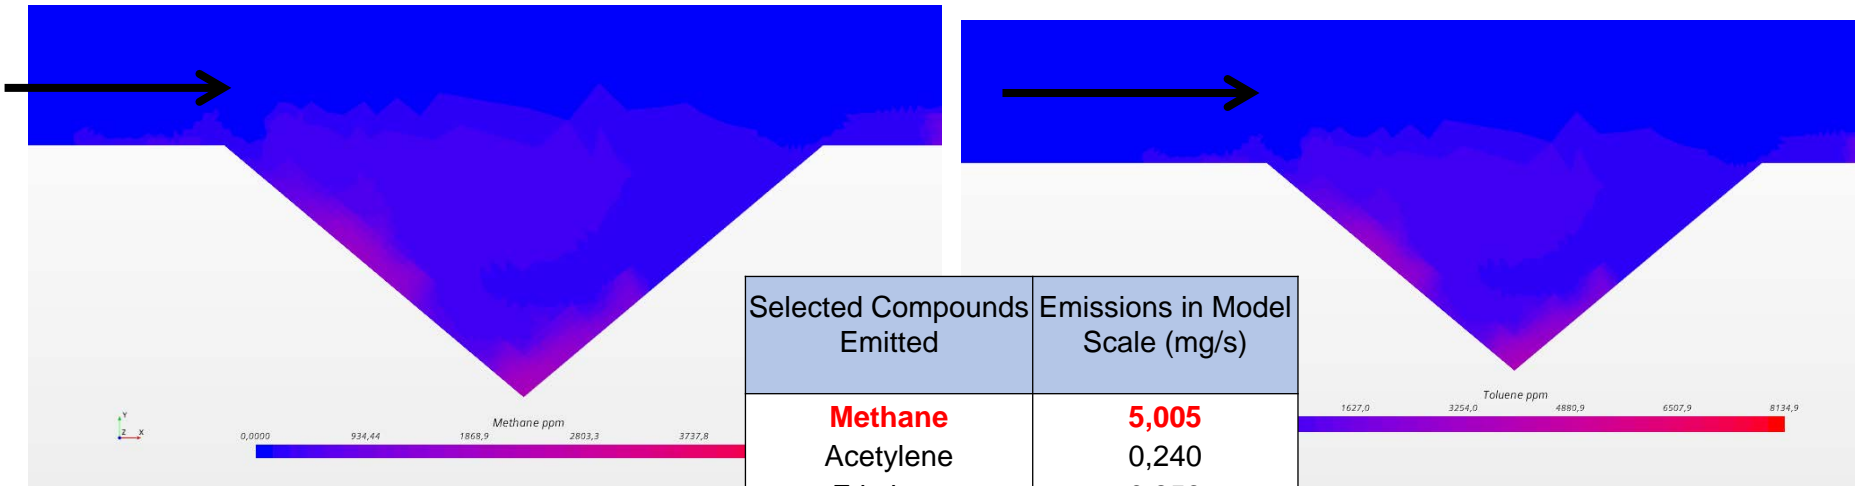 Selected Compounds Emitted
Emissions in Model Scale (mg/s)
Methane 5,005
Acetylene 0,240
Y
Z X
Methane ppm
0,0000 934,44 1868,9 2803,3 3737,8
Toluene ppm
1627,0 3254,0 4880,9 6507,9 8134,9